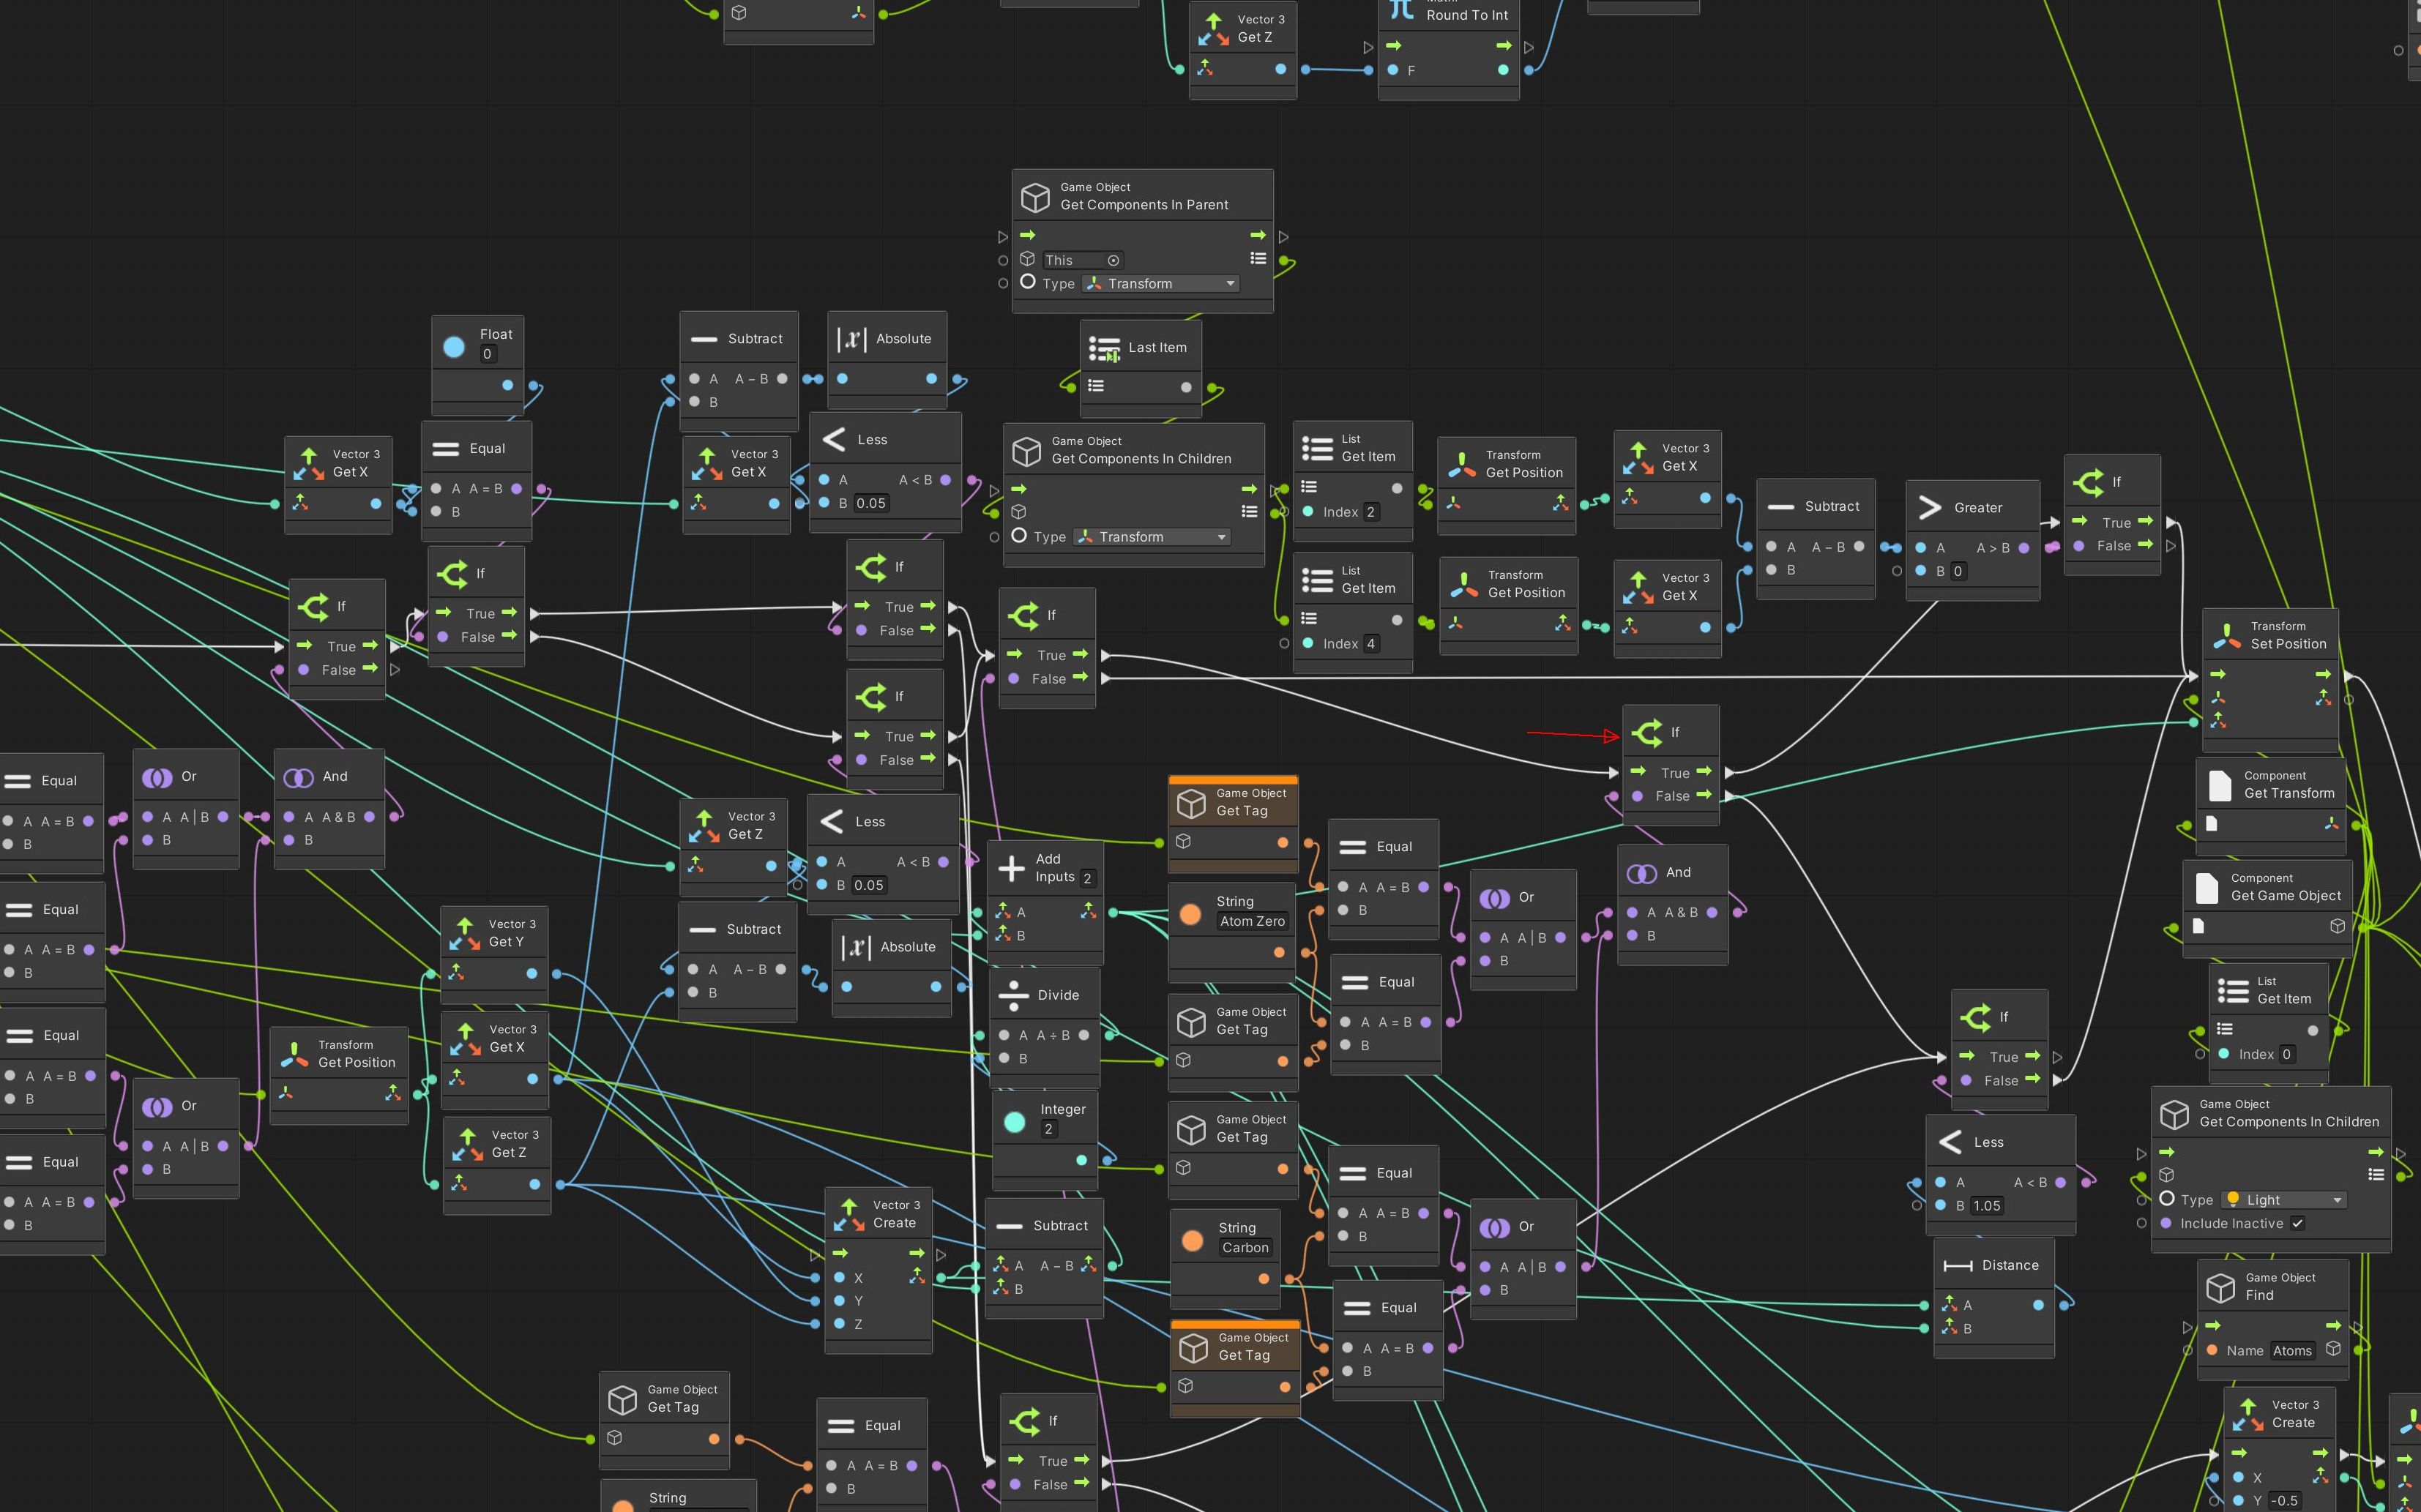 Vector 3
Get Z
Round To Int
F
Game Object
Get Components In Parent
This
Type Transform
Float
0
Subtract
A A − B
B
|x| Absolute
Last Item
Vector 3
Get X
Equal
A A = B
B
Vector 3
Get X
Less
A A < B
B 0.05
Game Object
Get Components In Children
Type Transform
List
Get Item
Index 2
Transform
Get Position
Vector 3
Get X
Subtract
A A − B
B
Greater
A A > B
B 0
If
True
False
List
Get Item
Index 4
Transform
Get Position
Vector 3
Get X
If
True
False
If
True
False
If
True
False
If
True
False
If
True
False
If
True
False
Transform
Set Position
Equal
A A = B
B
Or
A A | B
B
And
A A & B
B
Vector 3
Get Z
Less
A A < B
B 0.05
Add
Inputs 2
A
B
Game Object
Get Tag
Equal
A A = B
B
String
Atom Zero
Or
A A | B
B
And
A A & B
B
Component
Get Transform
Component
Get Game Object
Equal
A A = B
B
Vector 3
Get Y
Subtract
A A − B
B
|x| Absolute
Divide
A A ÷ B
B
Game Object
Get Tag
Equal
A A = B
B
List
Get Item
Index 0
If
True
False
Equal
A A = B
B
Or
A A | B
B
Transform
Get Position
Vector 3
Get X
Integer
2
Game Object
Get Tag
Equal
A A = B
B
Less
A A < B
B 1.05
Game Object
Get Components In Children
Type Light
Include Inactive
Equal
A A = B
B
Vector 3
Get Z
Vector 3
Create
X
Y
Z
Subtract
A A − B
B
String
Carbon
Or
A A | B
B
Distance
A
B
Game Object
Find
Name Atoms
Game Object
Get Tag
Equal
A A = B
B
Game Object
Get Tag
Equal
A A = B
B
If
True
False
Vector 3
Create
X
Y -0.5
String